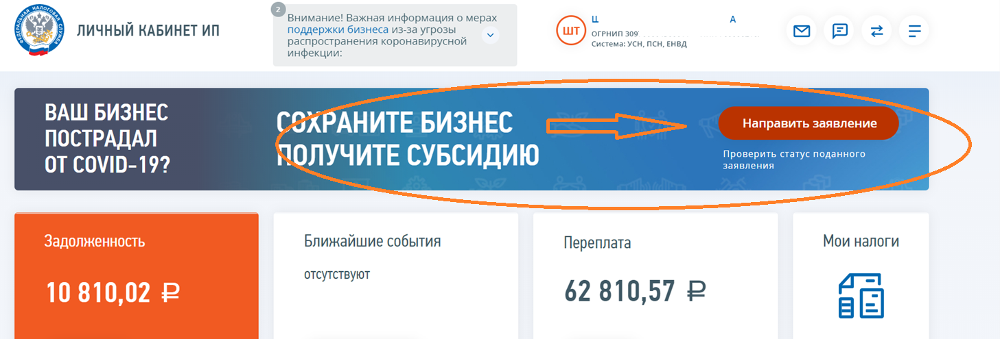 ФЕДЕРАЛЬНАЯ НАЛОГОВАЯ СЛУЖБА
ЛИЧНЫЙ КАБИНЕТ ИП
2
Внимание! Важная информация о мерах
поддержки бизнеса из-за угрозы
распространения коронавирусной
инфекции:
ШТ
Ш А
ОГРНИП 309
Система: УСН, ПСН, ЕНВД
ВАШ БИЗНЕС
ПОСТРАДАЛ
ОТ COVID-19?
СОХРАНИТЕ БИЗНЕС
ПОЛУЧИТЕ СУБСИДИЮ
Направить заявление
Проверить статус поданного
заявления
Задолженность
10 810,02 ₽
Ближайшие события
отсутствуют
Переплата
62 810,57 ₽
Мои налоги